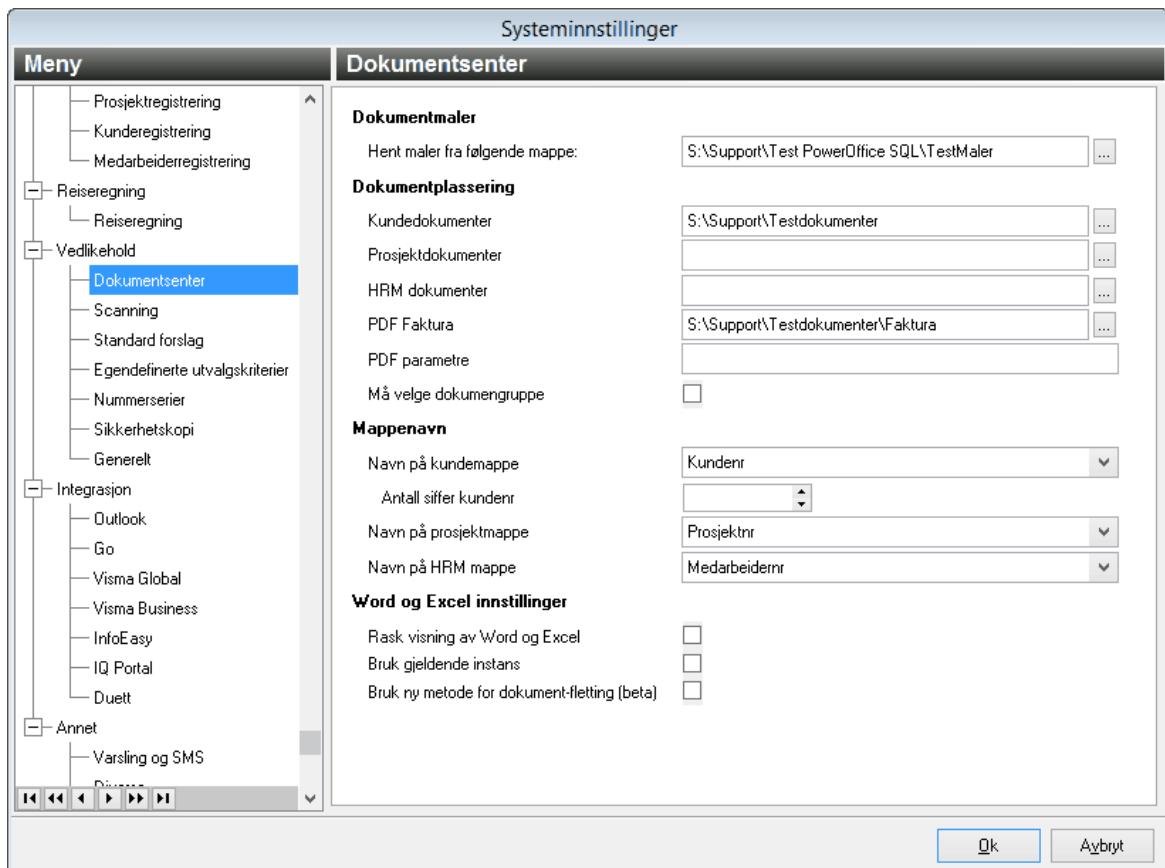 Systeminnstillinger
Meny
Prosjektregistrering
Kunderegistrering
Medarbeiderregistrering
Reiseregning
Reiseregning
Vedlikehold
Dokumentsenter
Scanning
Standard forslag
Egendefinerte utvalgskriterier
Nummerserier
Sikkerhetskopi
Generelt
Integrasjon
Outlook
Go
Visma Global
Visma Business
InfoEasy
IQ Portal
Duett
Annet
Varsling og SMS
Dokumentsenter
Dokumentmaler
Hent maler fra følgende mappe: S:\Support\Test PowerOffice SQL\TestMaler ...
Dokumentplassering
Kundedokumenter S:\Support\Testdokumenter ...
Prosjektdokumenter ...
HRM dokumenter ...
PDF Faktura S:\Support\Testdokumenter\Faktura ...
PDF parametre
Må velge dokumengruppe
Mappenavn
Navn på kundemappe Kundenr
Antall siffer kundenr
Navn på prosjektmappe Prosjektnr
Navn på HRM mappe Medarbeidernr
Word og Excel innstillinger
Rask visning av Word og Excel
Bruk gjeldende instans
Bruk ny metode for dokument-fletting (beta)
Ok Avbryt